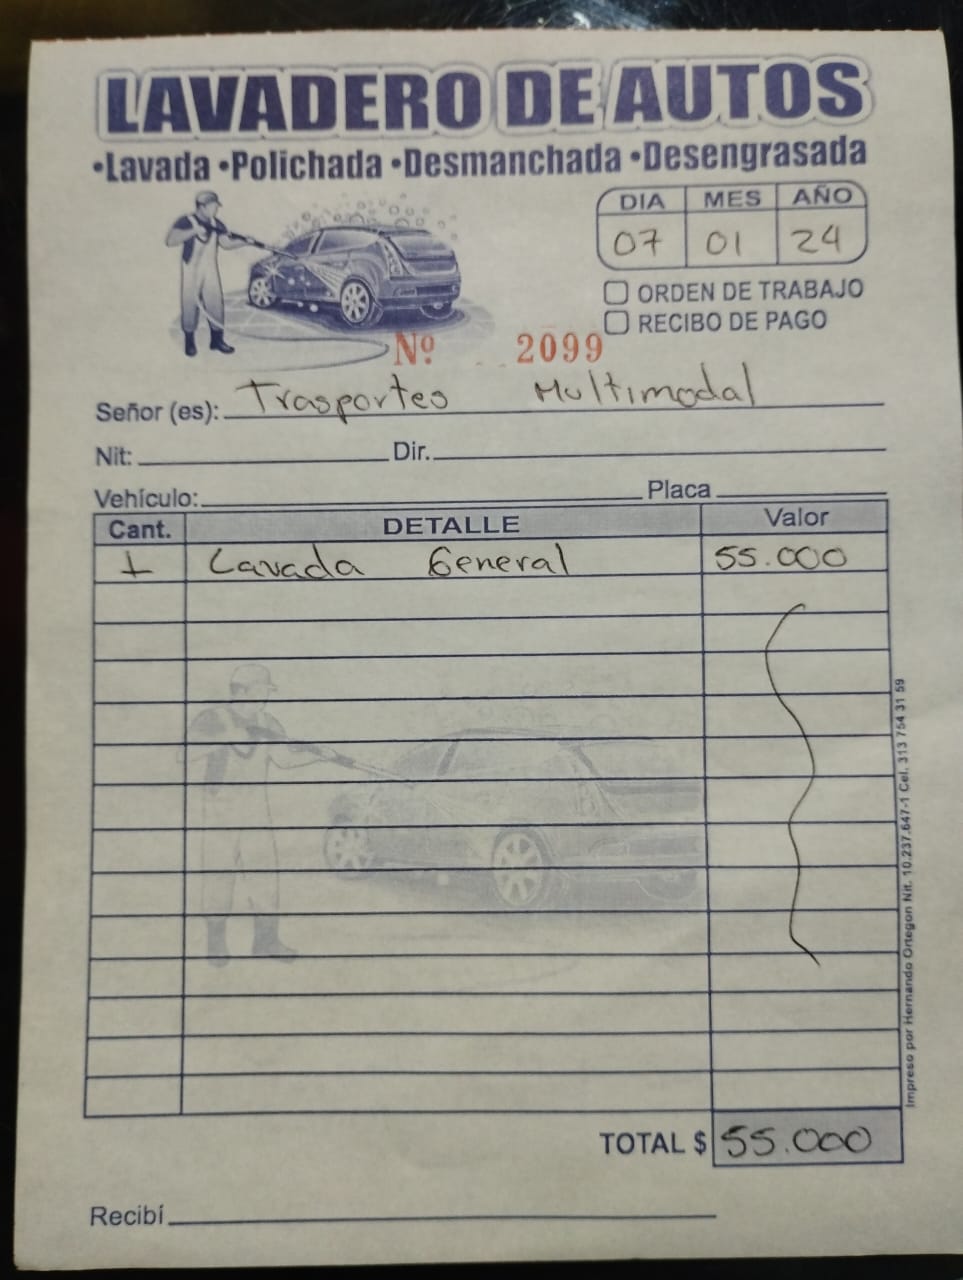 LAVADERO DE AUTOS
•Lavada •Polichada •Desmanchada •Desengrasada
DIA MES AÑO
07 01 24
ORDEN DE TRABAJO
RECIBO DE PAGO
Nº 2099
Señor (es): Trasportes Multimodal
Nit: Dir.
Vehículo: Placa
Cant. DETALLE Valor
1 Lavada General 55.000
TOTAL $ 55.000
Recibí
Impreso por Hernando Ortegon Nit. 10.237.647-1 Cel. 313 754 31 59